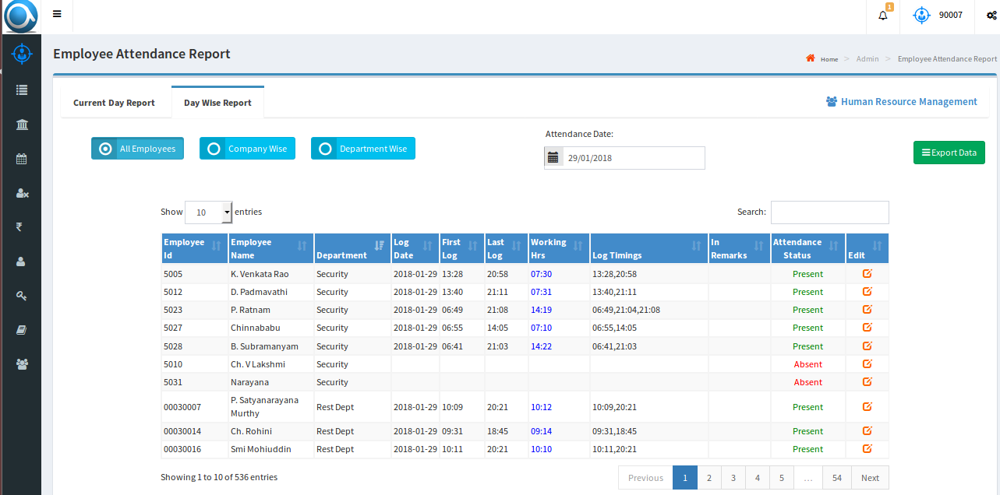 1
90007
Employee Attendance Report
Home > Admin > Employee Attendance Report
Current Day Report Day Wise Report
Human Resource Management
Attendance Date:
All Employees Company Wise Department Wise
29/01/2018
Export Data
Show 10 entries Search:
Employee Id Employee Name Department Log Date First Log Last Log Working Hrs Log Timings In Remarks Attendance Status Edit
5005 K. Venkata Rao Security 2018-01-29 13:28 20:58 07:30 13:28,20:58 Present
5012 D. Padmavathi Security 2018-01-29 13:40 21:11 07:31 13:40,21:11 Present
5023 P. Ratnam Security 2018-01-29 06:49 21:08 14:19 06:49,21:04,21:08 Present
5027 Chinnababu Security 2018-01-29 06:55 14:05 07:10 06:55,14:05 Present
5028 B. Subramanyam Security 2018-01-29 06:41 21:03 14:22 06:41,21:03 Present
5010 Ch. V Lakshmi Security Absent
5031 Narayana Security Absent
00030007 P. Satyanarayana Murthy Rest Dept 2018-01-29 10:09 20:21 10:12 10:09,20:21 Present
00030014 Ch. Rohini Rest Dept 2018-01-29 09:31 18:45 09:14 09:31,18:45 Present
00030016 Smi Mohiuddin Rest Dept 2018-01-29 10:11 20:21 10:10 10:11,20:21 Present
Showing 1 to 10 of 536 entries
Previous 1 2 3 4 5 ... 54 Next